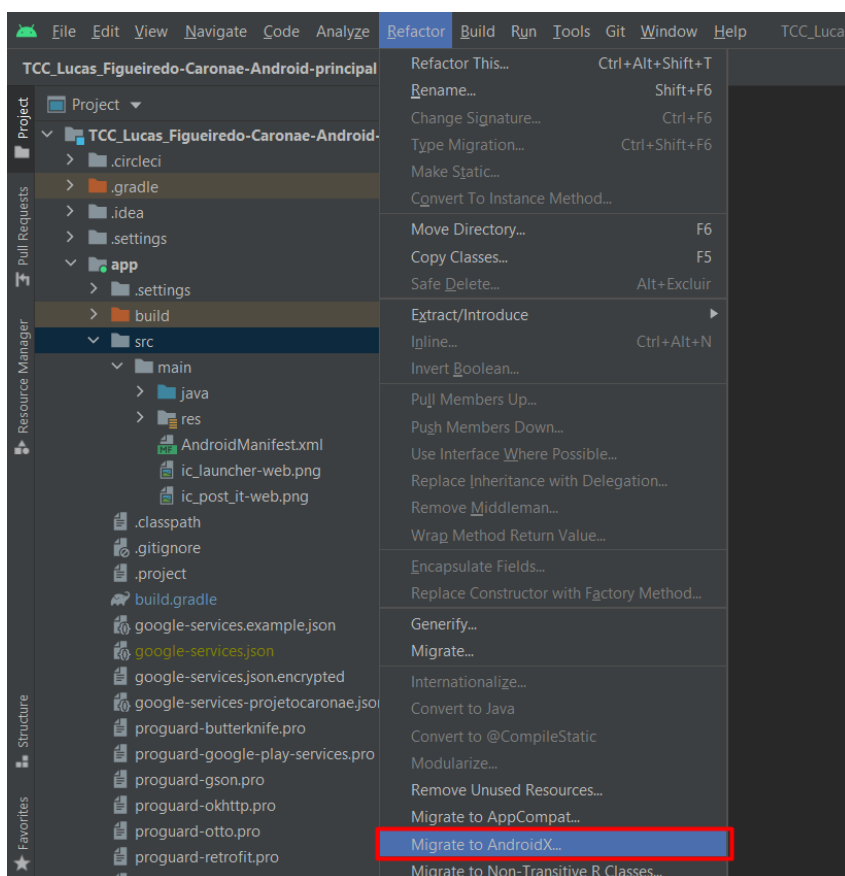 File Edit View Navigate Code Analyze Refactor Build Run Tools Git Window Help TCC_Luca
TCC_Lucas_Figueiredo-Caronae-Android-principal
Project
Pull Requests
Resource Manager
Structure
Favorites
Project
TCC_Lucas_Figueiredo-Caronae-Android-
.circleci
.gradle
.idea
.settings
app
.settings
build
src
main
java
res
AndroidManifest.xml
ic_launcher-web.png
ic_post_it-web.png
.classpath
.gitignore
.project
build.gradle
google-services.example.json
google-services.json
google-services.json.encrypted
google-services-projetocaronae.json
proguard-butterknife.pro
proguard-google-play-services.pro
proguard-gson.pro
proguard-okhttp.pro
proguard-otto.pro
proguard-retrofit.pro
Refactor This... Ctrl+Alt+Shift+T
Rename... Shift+F6
Change Signature... Ctrl+F6
Type Migration... Ctrl+Shift+F6
Make Static...
Convert To Instance Method...
Move Directory... F6
Copy Classes... F5
Safe Delete... Alt+Excluir
Extract/Introduce
Inline... Ctrl+Alt+N
Invert Boolean...
Pull Members Up...
Push Members Down...
Use Interface Where Possible...
Replace Inheritance with Delegation...
Remove Middleman...
Wrap Method Return Value...
Encapsulate Fields...
Replace Constructor with Factory Method...
Generify...
Migrate...
Internationalize...
Convert to Java
Convert to @CompileStatic
Modularize...
Remove Unused Resources...
Migrate to AppCompat...
Migrate to AndroidX...
Migrate to Non-Transitive R Classes...